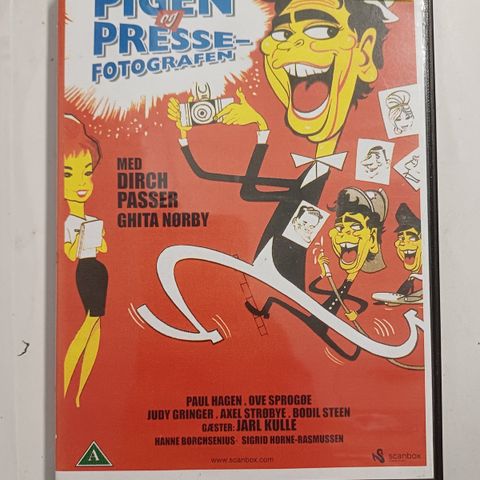 PIGEN
og
PRESSE-
FOTOGRAFEN
MED
DIRCH
PASSER
GHITA NØRBY
PAUL HAGEN . OVE SPROGØE
JUDY GRINGER . AXEL STRØBYE . BODIL STEEN
GÆSTER: JARL KULLE
HANNE BORCHSENIUS · SIGRID HORNE-RASMUSSEN
A
www.scanbox.com
scanbox